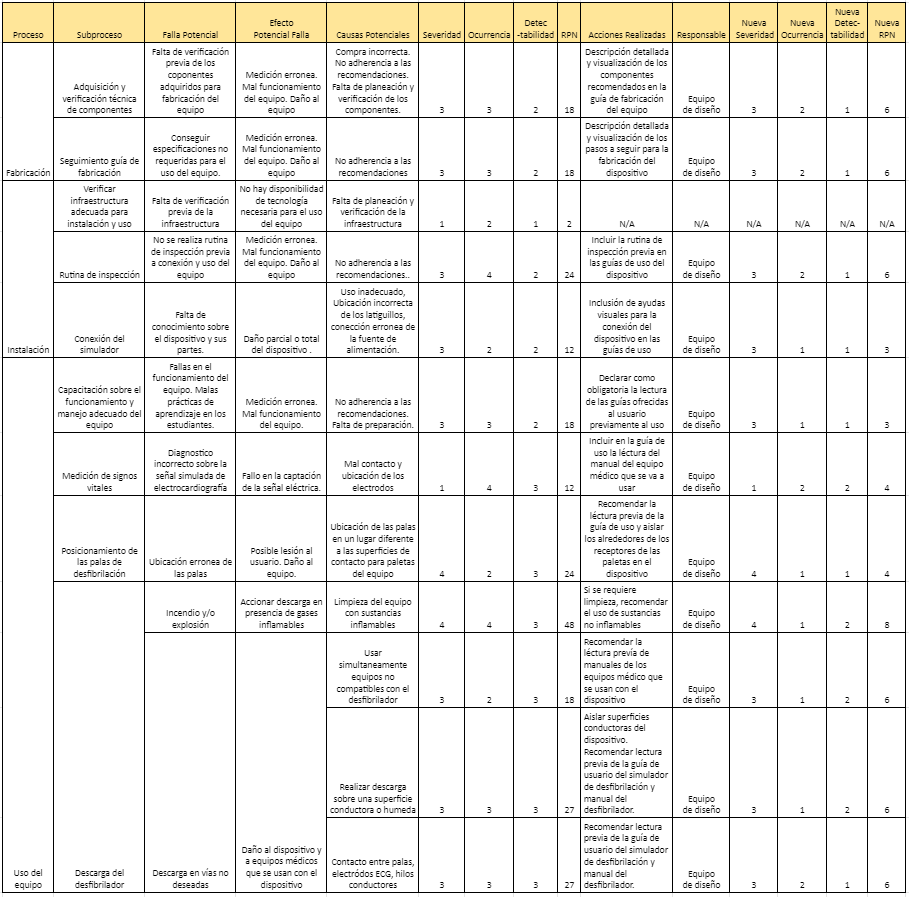 Proceso
Subproceso
Falla Potencial
Efecto
Potencial Falla
Causas Potenciales
Severidad
Ocurrencia
Detec
-tabilidad
RPN
Acciones Realizadas
Responsable
Nueva
Severidad
Nueva
Ocurrencia
Nueva
Detec-
tabilidad
Nueva
RPN
Fabricación
Adquisición y
verificación técnica
de componentes
Falta de verificación
previa de los
coponentes
adquiridos para
fabricación del
equipo
Medición erronea.
Mal funcionamiento
del equipo. Daño al
equipo
Compra incorrecta.
No adherencia a las
recomendaciones.
Falta de planeación y
verificación de los
componentes.
3
3
2
18
Descripción detallada
y visualización de los
componentes
recomendados en la
guía de fabricación
del equipo
Equipo
de diseño
3
2
1
6
Seguimiento guía de
fabricación
Conseguir
especificaciones no
requeridas para el
uso del equipo.
Medición erronea.
Mal funcionamiento
del equipo. Daño al
equipo
No adherencia a las
recomendaciones
3
3
2
18
Descripción detallada
y visualización de los
pasos a seguir para la
fabricación del
dispositivo
Equipo
de diseño
3
2
1
6
Instalación
Verificar
infraestructura
adecuada para
instalación y uso
Falta de verificación
previa de la
infraestructura
No hay disponibilidad
de tecnología
necesaria para el uso
del equipo
Falta de planeación y
verificación de la
infraestructura
1
2
1
2
N/A
N/A
N/A
N/A
N/A
N/A
Rutina de inspección
No se realiza rutina
de inspección previa
a conexión y uso del
equipo
Medición erronea.
Mal funcionamiento
del equipo. Daño al
equipo
No adherencia a las
recomendaciones..
3
4
2
24
Incluir la rutina de
inspección previa en
las guías de uso del
dispositivo
Equipo
de diseño
3
2
1
6
Conexión del
simulador
Falta de
conocimiento sobre
el dispositivo y sus
partes.
Daño parcial o total
del dispositivo .
Uso inadecuado,
Ubicación incorrecta
de los latiguillos,
conección erronea de
la fuente de
alimentación.
3
2
2
12
Inclusión de ayudas
visuales para la
conexión del
dispositivo en las
guías de uso
Equipo
de diseño
3
1
1
3
Uso del
equipo
Capacitación sobre el
funcionamiento y
manejo adecuado del
equipo
Fallas en el
funcionamiento del
equipo. Malas
prácticas de
aprendizaje en los
estudiantes.
Medición erronea.
Mal funcionamiento
del equipo.
No adherencia a las
recomendaciones.
Falta de preparación.
3
3
2
18
Declarar como
obligatoria la lectura
de las guías ofrecidas
al usuario
previamente al uso
Equipo
de diseño
3
1
1
3
Medición de signos
vitales
Diagnostico
incorrecto sobre la
señal simulada de
electrocardiografía
Fallo en la captación
de la señal eléctrica.
Mal contacto y
ubicación de los
electrodos
1
4
3
12
Incluir en la guía de
uso la léctura del
manual del equipo
médico que se va a
usar
Equipo
de diseño
1
2
2
4
Posicionamiento de
las palas de
desfibrilación
Ubicación erronea de
las palas
Posible lesión al
usuario. Daño al
equipo.
Ubicación de las palas
en un lugar diferente
a las superficies de
contacto para paletas
del equipo
4
2
3
24
Recomendar la
léctura previa de la
guía de uso y aislar
los alrededores de los
receptores de las
paletas en el
dispositivo
Equipo
de diseño
4
1
1
4
Descarga del
desfibrilador
Incendio y/o
explosión
Accionar descarga en
presencia de gases
inflamables
Limpieza del equipo
con sustancias
inflamables
4
4
3
48
Si se requiere
limpieza, recomendar
el uso de sustancias
no inflamables
Equipo
de diseño
4
1
2
8
Descarga en vías no
deseadas
Daño al dispositivo y
a equipos médicos
que se usan con el
dispositivo
Usar
simultaneamente
equipos no
compatibles con el
desfibrilador
3
2
3
18
Recomendar la
léctura previa de
manuales de los
equipos médico que
se usan con el
dispositivo
Equipo
de diseño
3
1
2
6
Realizar descarga
sobre una superficie
conductora o humeda
3
3
3
27
Aislar superficies
conductoras del
dispositivo.
Recomendar lectura
previa de la guía de
usuario del simulador
de desfibrilación y
manual del
desfibrilador.
Equipo
de diseño
3
1
2
6
Contacto entre palas,
electródos ECG, hilos
conductores
3
3
3
27
Recomendar lectura
previa de la guía de
usuario del simulador
de desfibrilación y
manual del
desfibrilador.
Equipo
de diseño
3
2
1
6